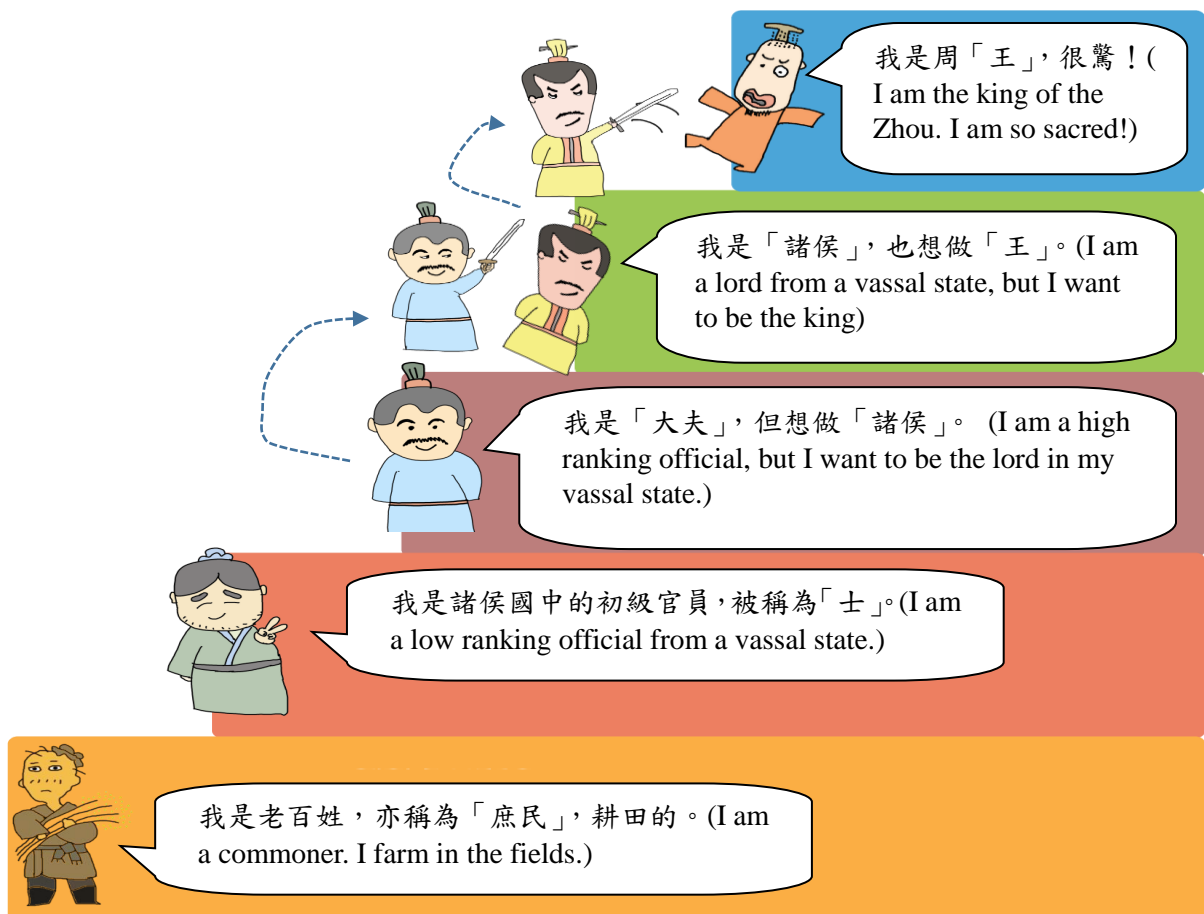 我是周「王」，很驚！(
I am the king of the
Zhou. I am so sacred!)
我是「諸侯」，也想做「王」。(I am
a lord from a vassal state, but I want
to be the king)
我是「大夫」，但想做「諸侯」。 (I am a high
ranking official, but I want to be the lord in my
vassal state.)
我是諸侯國中的初級官員，被稱為「士」。(I am
a low ranking official from a vassal state.)
我是老百姓，亦稱為「庶民」，耕田的。(I am
a commoner. I farm in the fields.)